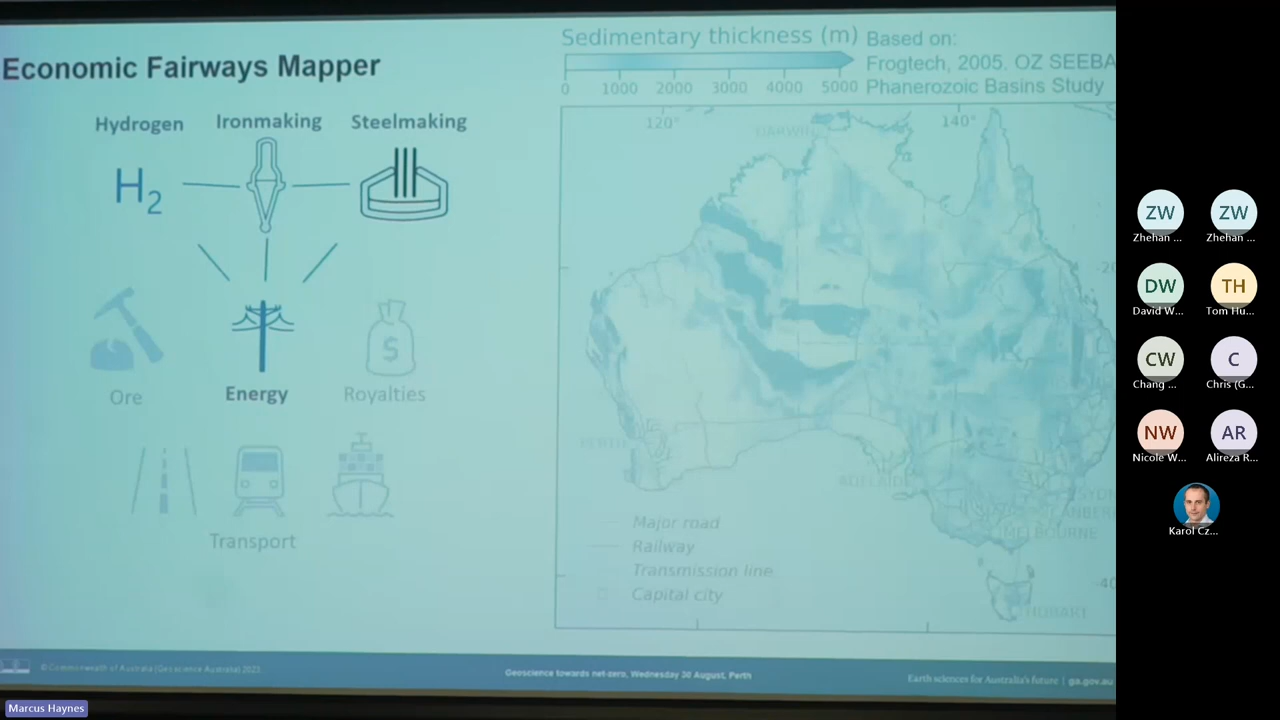 Economic Fairways Mapper
Hydrogen
Ironmaking
Steelmaking
H2
Ore
Energy
$
Royalties
Transport
Sedimentary thickness (m)
0 1000 2000 3000 4000 5000
Based on:
Frogtech, 2005. OZ SEEBA
Phanerozoic Basins Study
120°
140°
DARWIN
-20
PERTH
ADELAIDE
SYD
CANBER
MELBOURNE
-40
HOBART
Major road
Railway
Transmission line
Capital city
© Commonwealth of Australia (Geoscience Australia) 2023
Geoscience towards net-zero, Wednesday 30 August, Perth
Earth sciences for Australia's future | ga.gov.au
Marcus Haynes
ZW
Zhehan ...
ZW
Zhehan ...
DW
David W...
TH
Tom Hu...
CW
Chang ...
C
Chris (G...
NW
Nicole W...
AR
Alireza R...
Karol Cz...